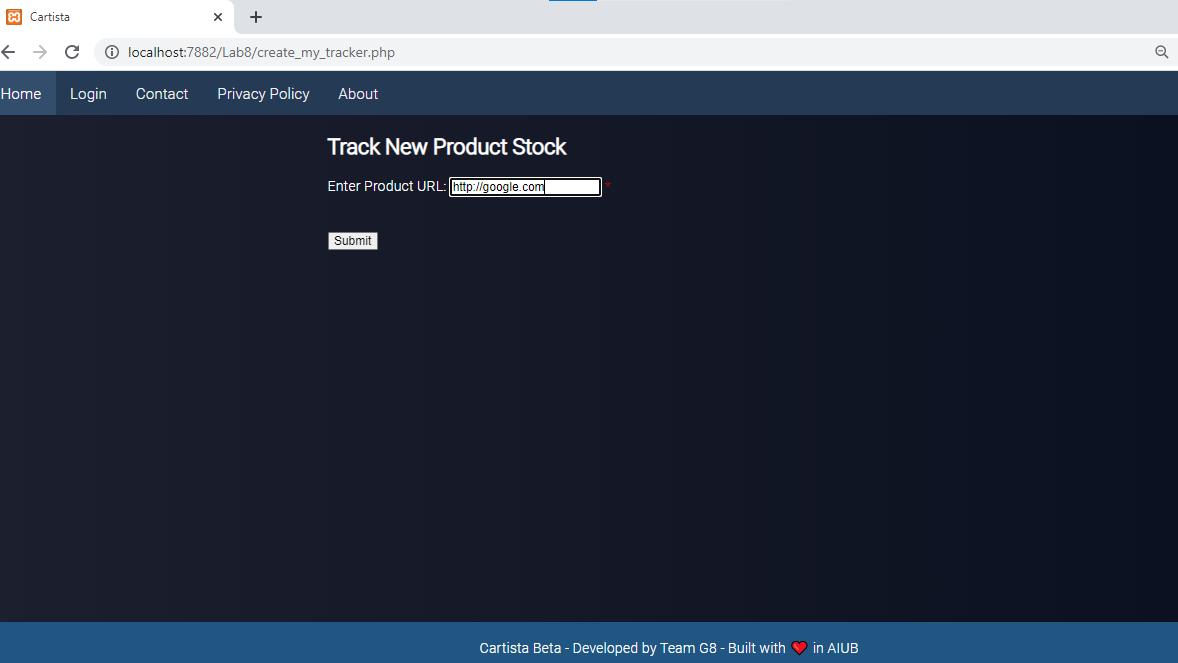 Cartista
localhost:7882/Lab8/create_my_tracker.php
Home Login Contact Privacy Policy About
Track New Product Stock
Enter Product URL: http://google.com *
Submit
Cartista Beta - Developed by Team G8 - Built with ❤ in AIUB